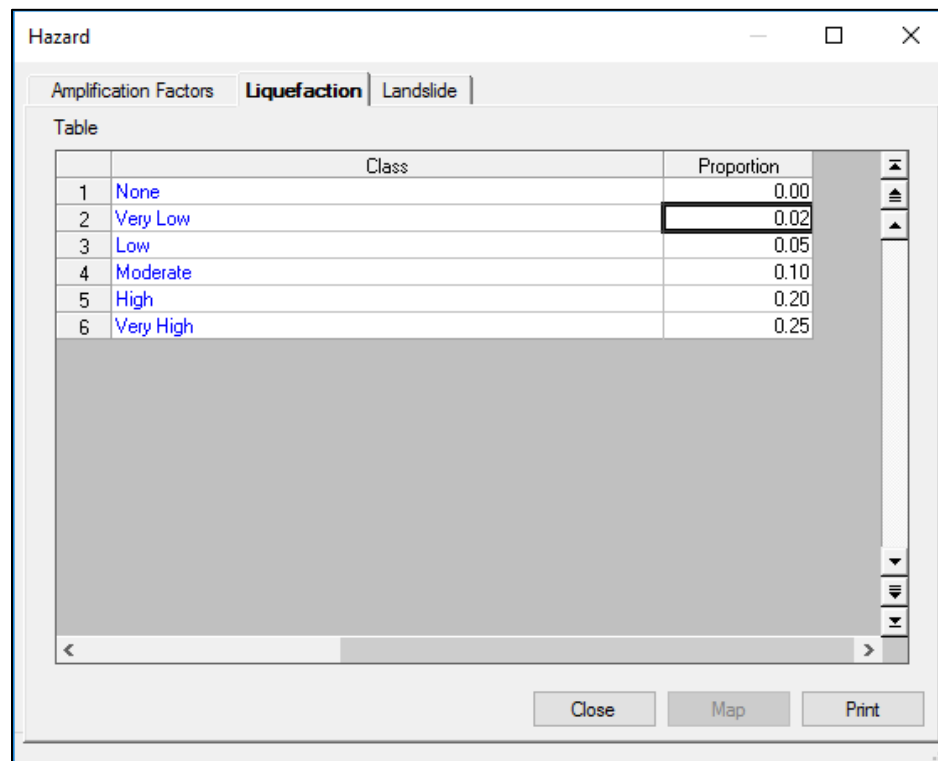 Hazard
Amplification Factors Liquefaction Landslide
Table
Class Proportion
1 None 0.00
2 Very Low 0.02
3 Low 0.05
4 Moderate 0.10
5 High 0.20
6 Very High 0.25
Close Map Print